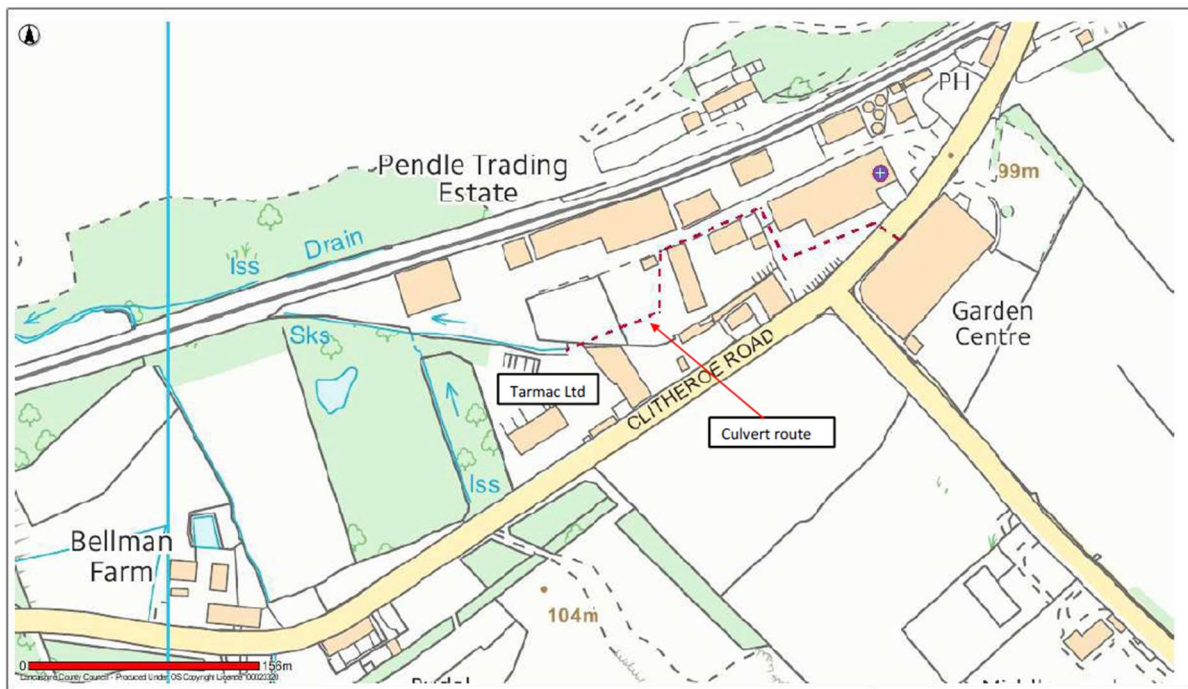 PH
Pendle Trading
Estate
99m
Drain
Iss
Sks
Garden
Centre
Tarmac Ltd
CLITHEROE ROAD
Culvert route
Iss
Bellman
Farm
104m
0
156m
Lancashire County Council - Produced Under OS Copyright Licence 100023320